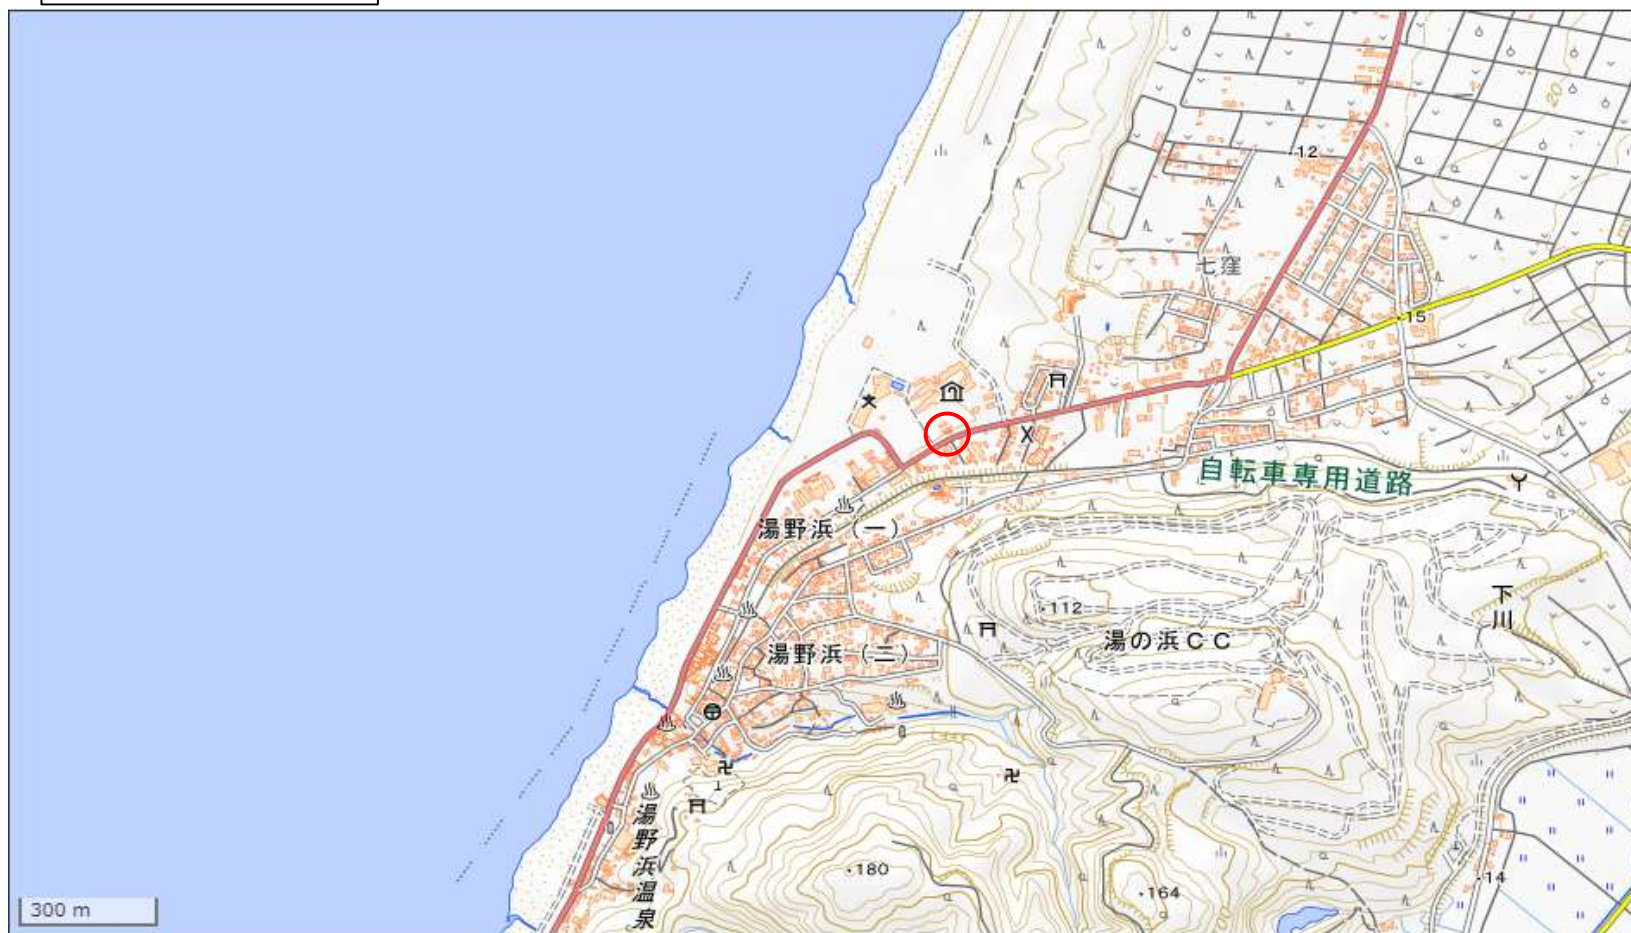 12
20
七窪
15
自転車専用道路
湯野浜（一）
112
下川
湯の浜ＣＣ
湯野浜（二）
湯野浜温泉
180
164
14
300 m